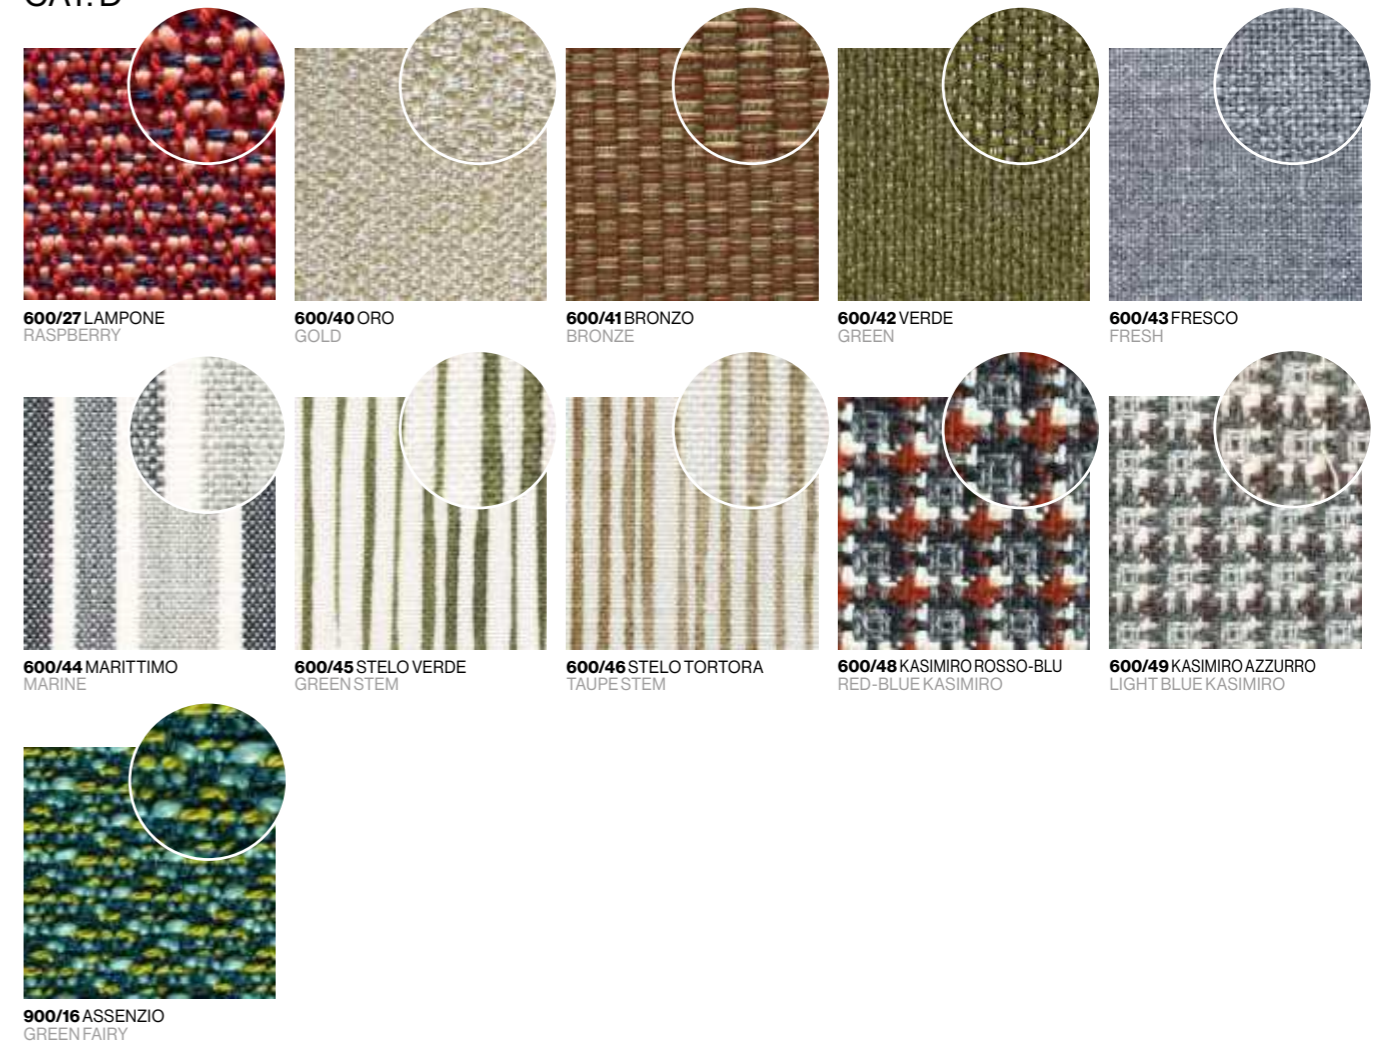 CAT. D
600/27 LAMPONE
RASPBERRY
600/40 ORO
GOLD
600/41 BRONZO
BRONZE
600/42 VERDE
GREEN
600/43 FRESCO
FRESH
600/44 MARITTIMO
MARINE
600/45 STELO VERDE
GREEN STEM
600/46 STELO TORTORA
TAUPE STEM
600/48 KASIMIRO ROSSO-BLU
RED-BLUE KASIMIRO
600/49 KASIMIRO AZZURRO
LIGHT BLUE KASIMIRO
900/16 ASSENZIO
GREEN FAIRY